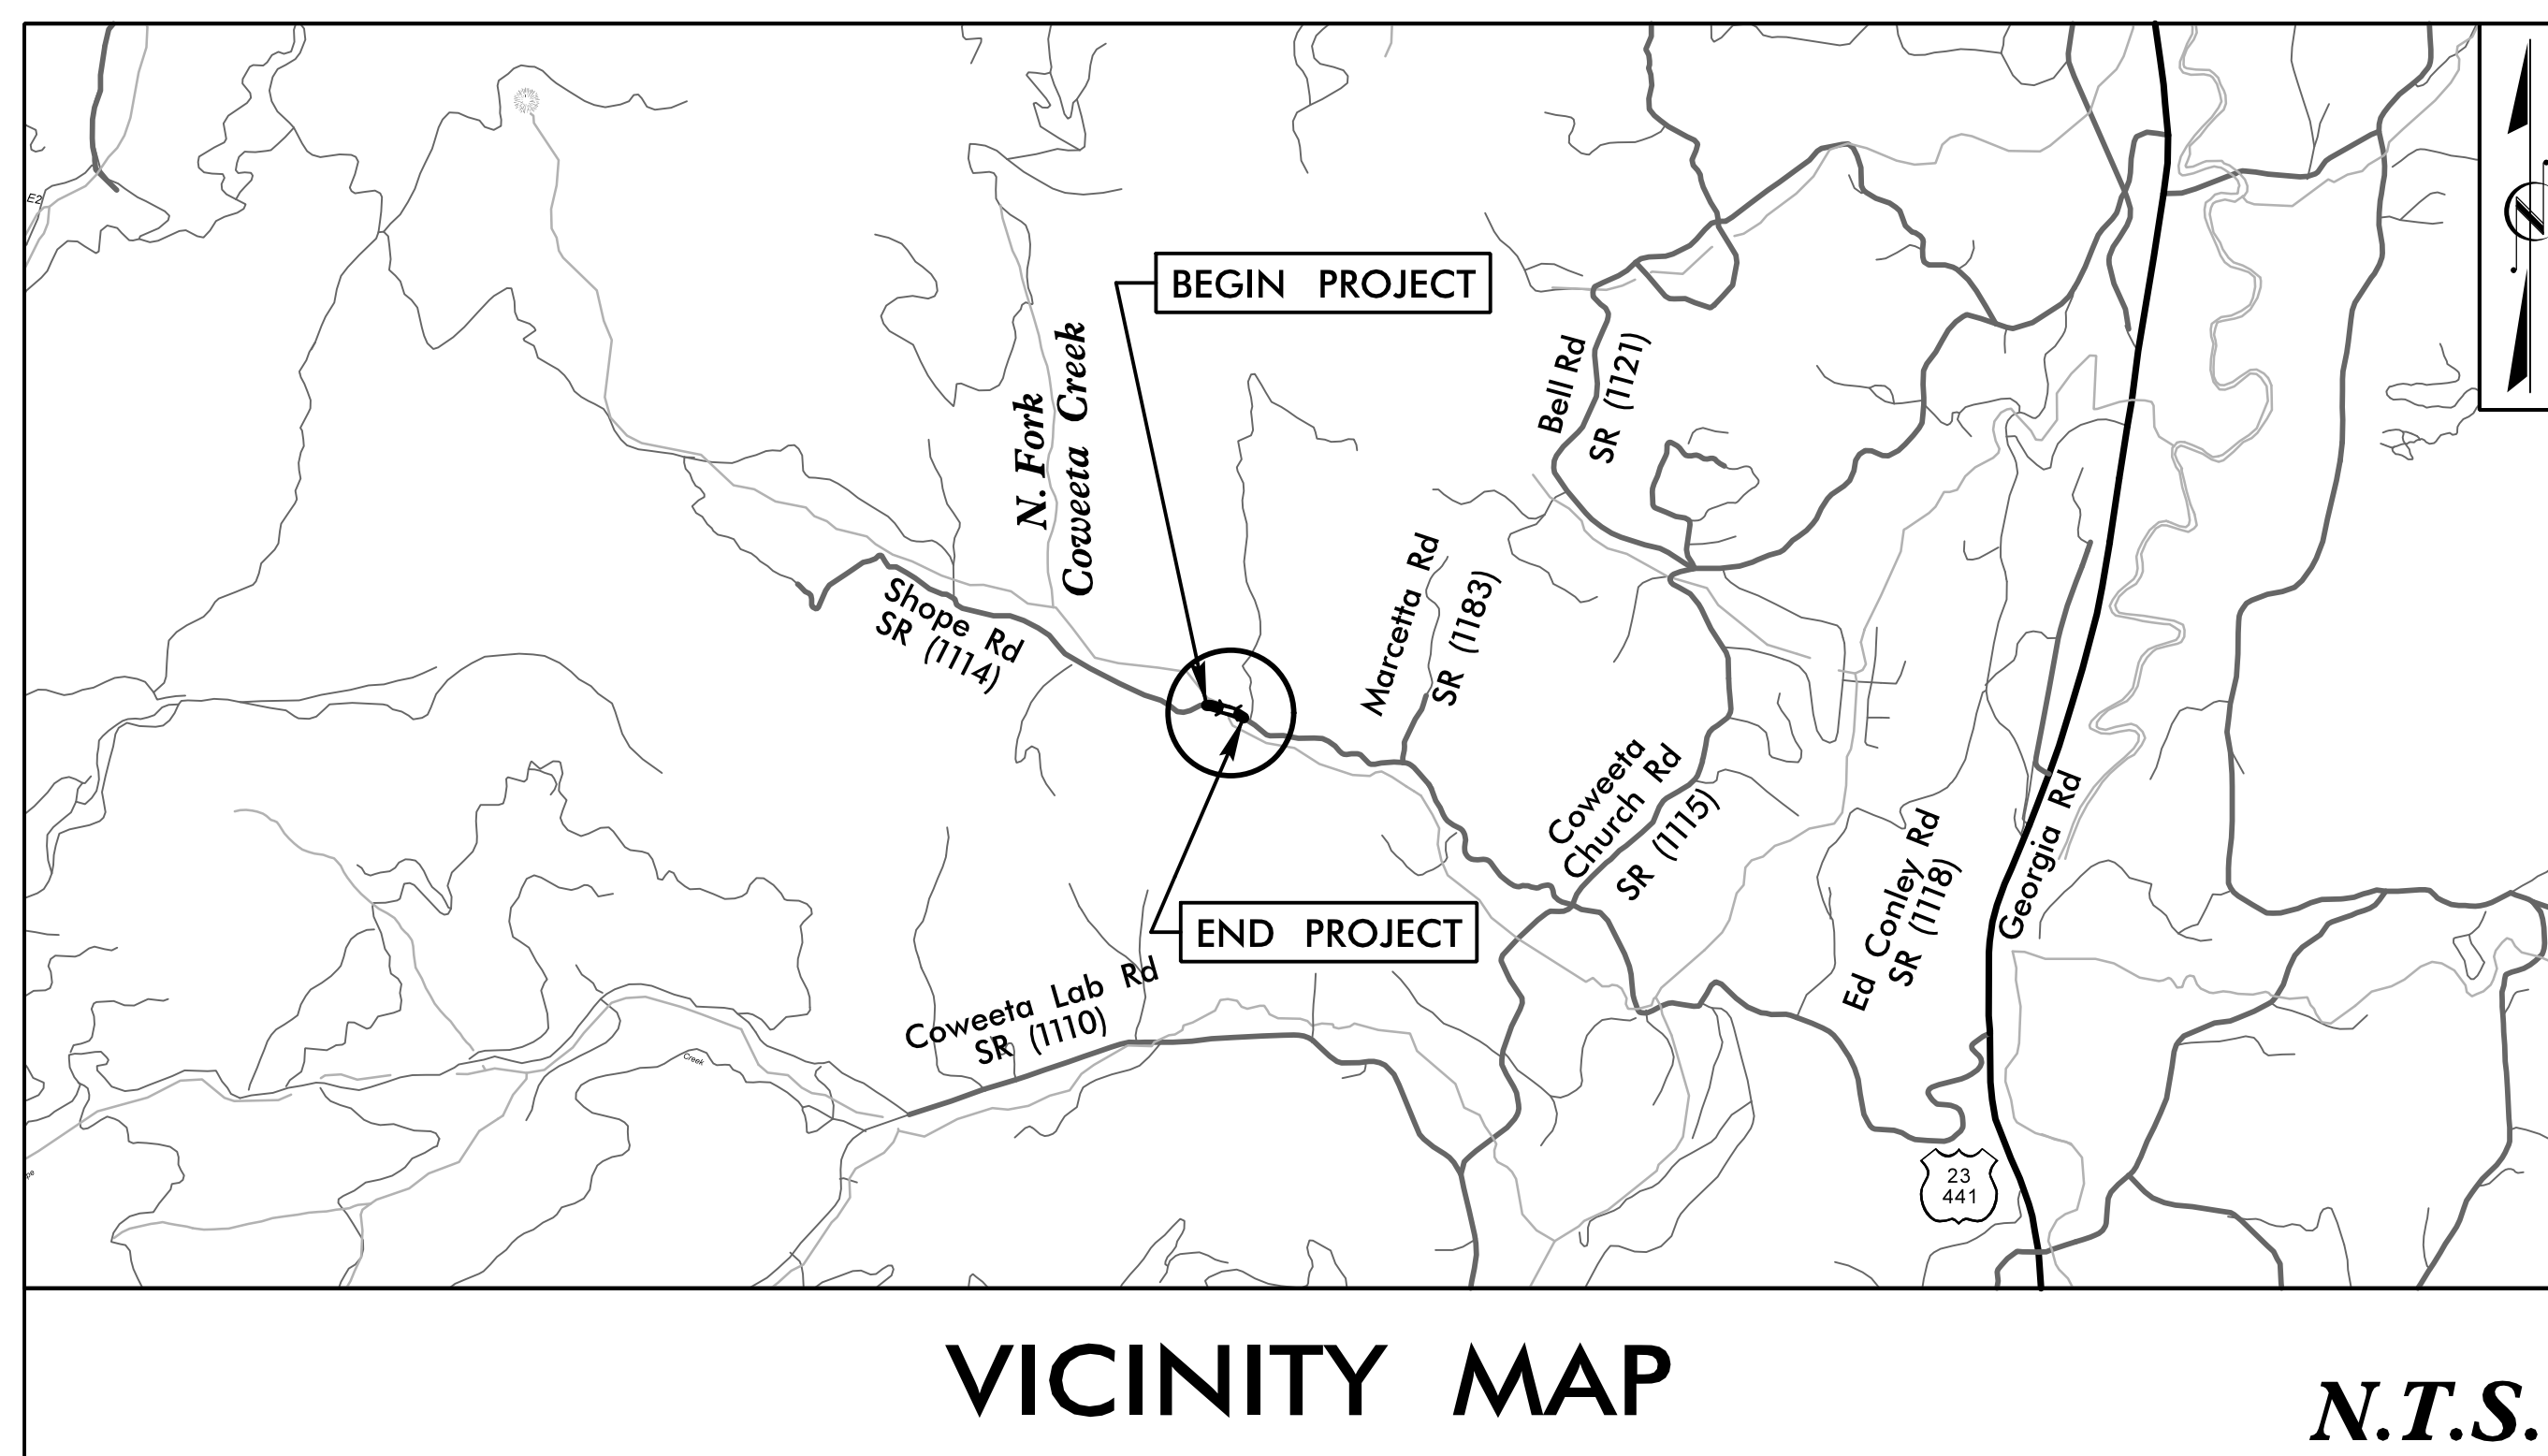 E2
BEGIN PROJECT
N. Fork
Coweeta Creek
Bell Rd
SR (1121)
Shope Rd
SR (1114)
Marcetta Rd
SR (1183)
Coweeta
Church Rd
SR (1115)
Ed Conley Rd
SR (1118)
Georgia Rd
END PROJECT
Coweeta Lab Rd
SR (1110)
Creek
23
441
N
VICINITY MAP
N.T.S.